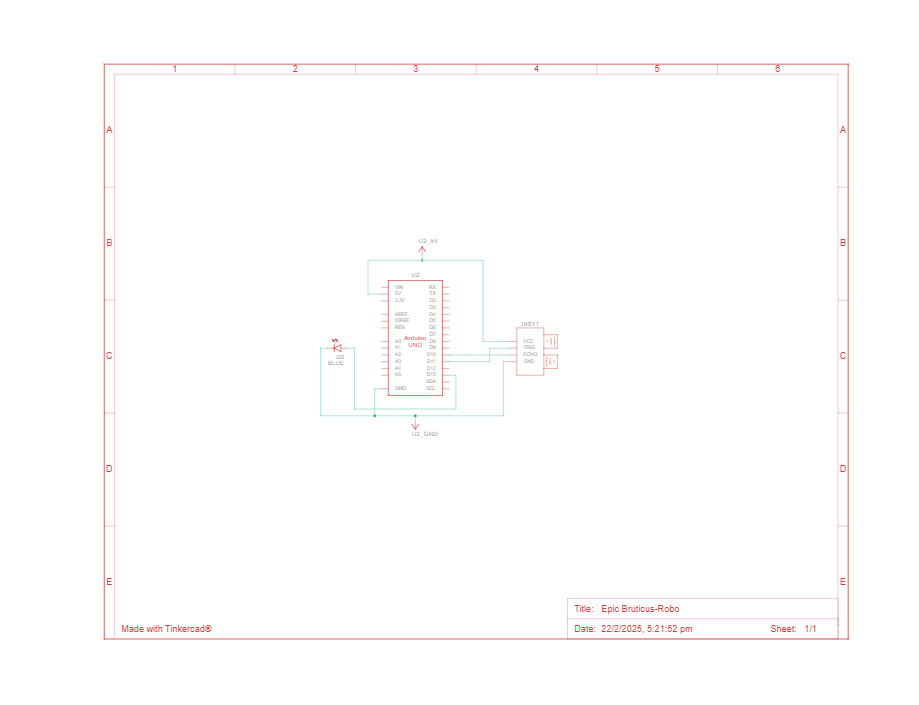 1 2 3 4 5 6
A A
B B
U2_5V
U2
VIN RX
5V TX
3.3V D2
D3
AREF D4
IOREF D5
RES D6
D7
A0 D8
A1 D9
A2 D10
A3 D11
A4 D12
A5 D13
SDA
GND SCL
Arduino
UNO
DIST1
VCC
TRIG
ECHO
GND
D2
BLUE
C C
U2_GND
D D
E E
Title: Epic Bruticus-Robo
Made with Tinkercad®
Date: 22/2/2025, 5:21:52 pm Sheet: 1/1